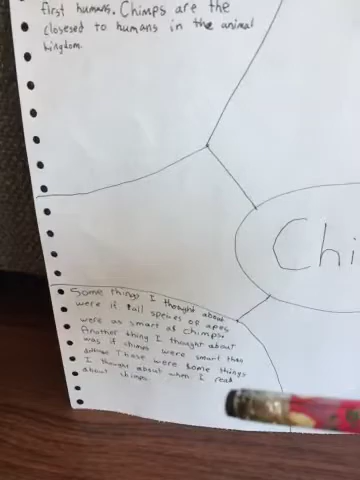 first humans. Chimps are the
closesed to humans in the animal
kingdom.
Chi
Some things I thought about
were if all species of apes
were as smart as chimps.
Another thing I thought about
was if chimps were smart than
Those were some things
I thought about when I read
about chimps.